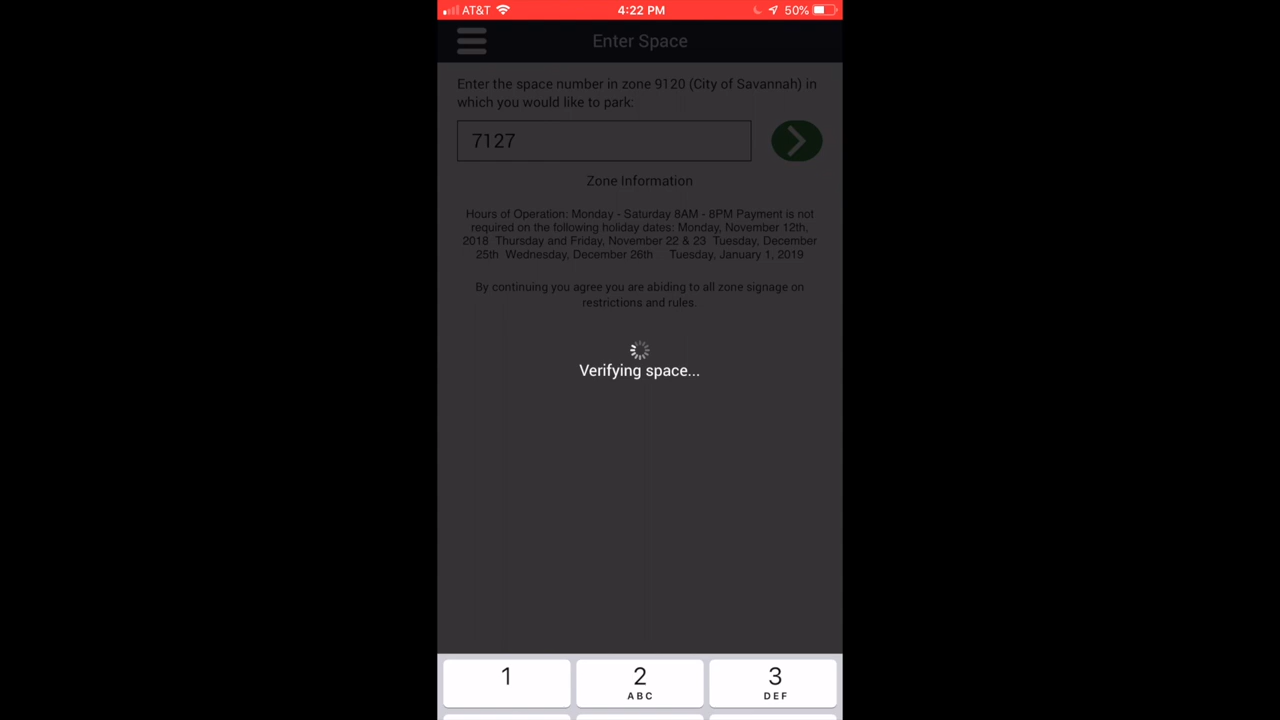 AT&T 4:22 PM 50%
Enter Space
Enter the space number in zone 9120 (City of Savannah) in
which you would like to park:
7127
Zone Information
Hours of Operation: Monday - Saturday 8AM - 8PM Payment is not
required on the following holiday dates: Monday, November 12th,
2018 Thursday and Friday, November 22 & 23 Tuesday, December
25th Wednesday, December 26th Tuesday, January 1, 2019
By continuing you agree you are abiding to all zone signage on
restrictions and rules.
Verifying space...
1 2 3
ABC DEF